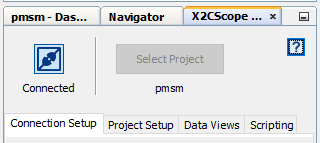 pmsm - Das... Navigator X2CScope ... ×
Select Project ?
Connected pmsm
Connection Setup Project Setup Data Views Scripting